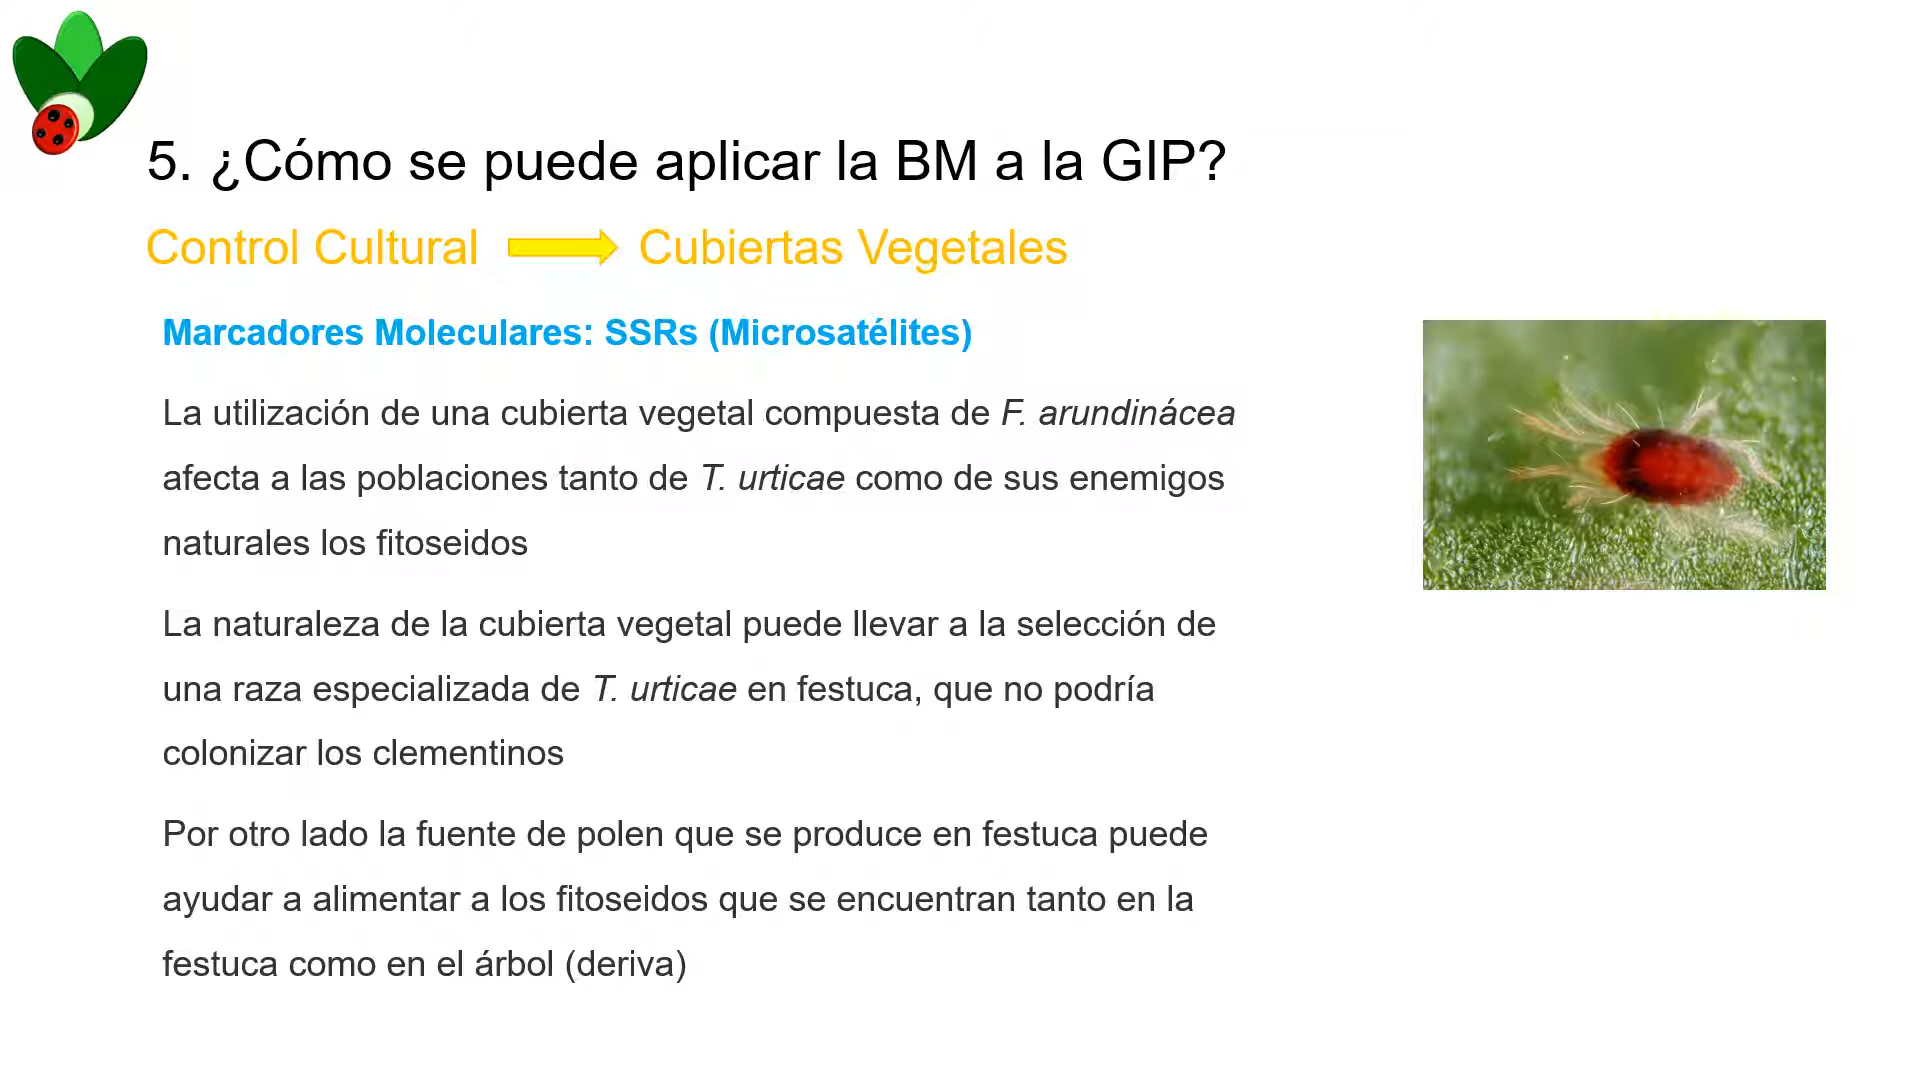 5. ¿Cómo se puede aplicar la BM a la GIP?
Control Cultural Cubiertas Vegetales
Marcadores Moleculares: SSRs (Microsatélites)
La utilización de una cubierta vegetal compuesta de F. arundinácea
afecta a las poblaciones tanto de T. urticae como de sus enemigos
naturales los fitoseidos
La naturaleza de la cubierta vegetal puede llevar a la selección de
una raza especializada de T. urticae en festuca, que no podría
colonizar los clementinos
Por otro lado la fuente de polen que se produce en festuca puede
ayudar a alimentar a los fitoseidos que se encuentran tanto en la
festuca como en el árbol (deriva)